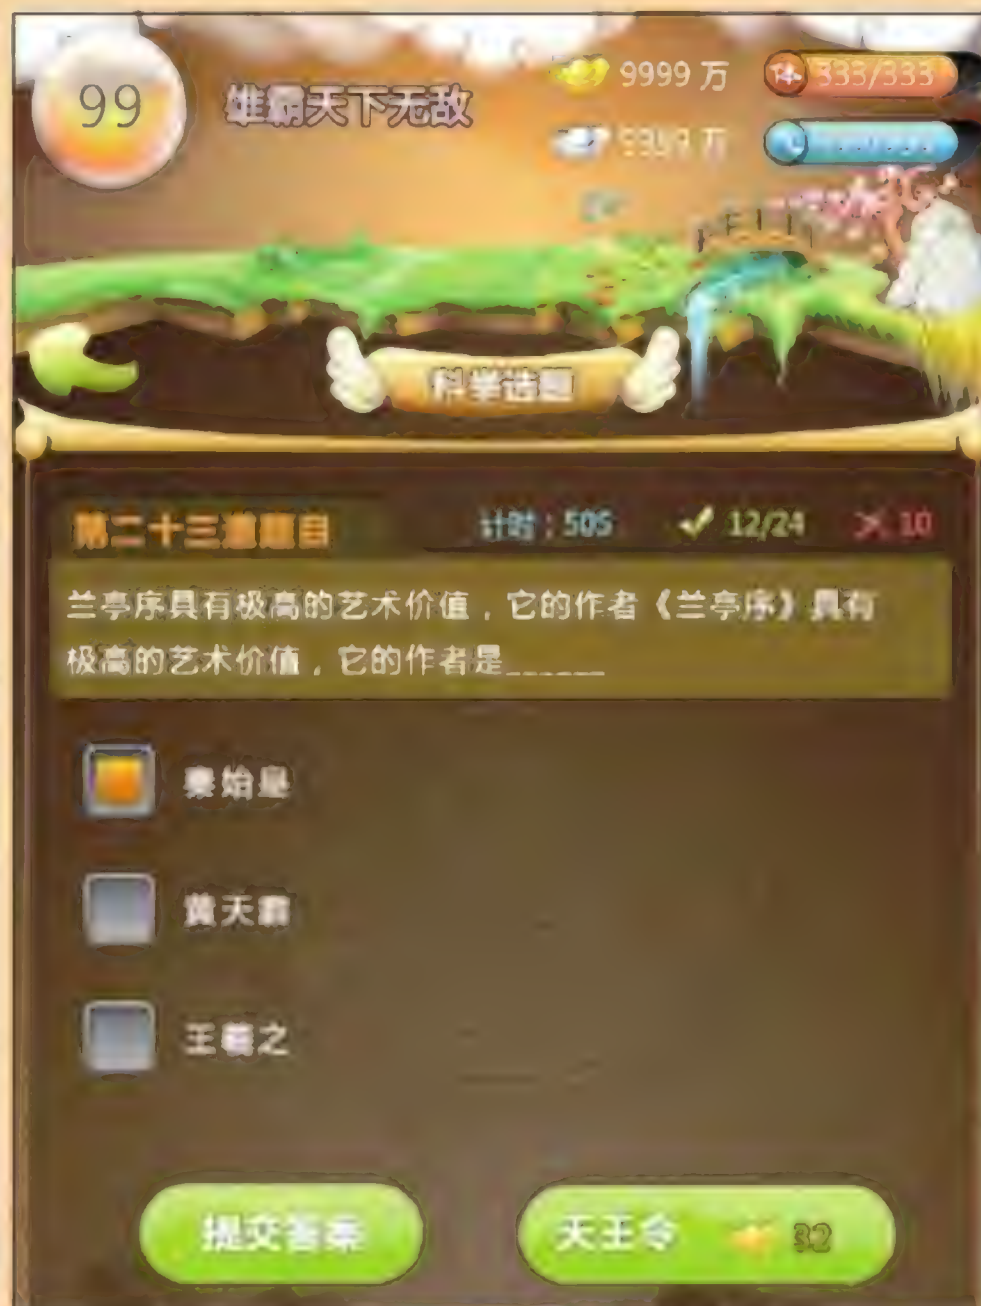 99
雄霸天下无敌
9999 万
333/333
科举选题
第二十三道题目
计时：505
12/24
10
兰亭序具有极高的艺术价值，它的作者《兰亭序》具有
极高的艺术价值，它的作者是______
秦始皇
黄天霸
王羲之
提交答案
天王令
32